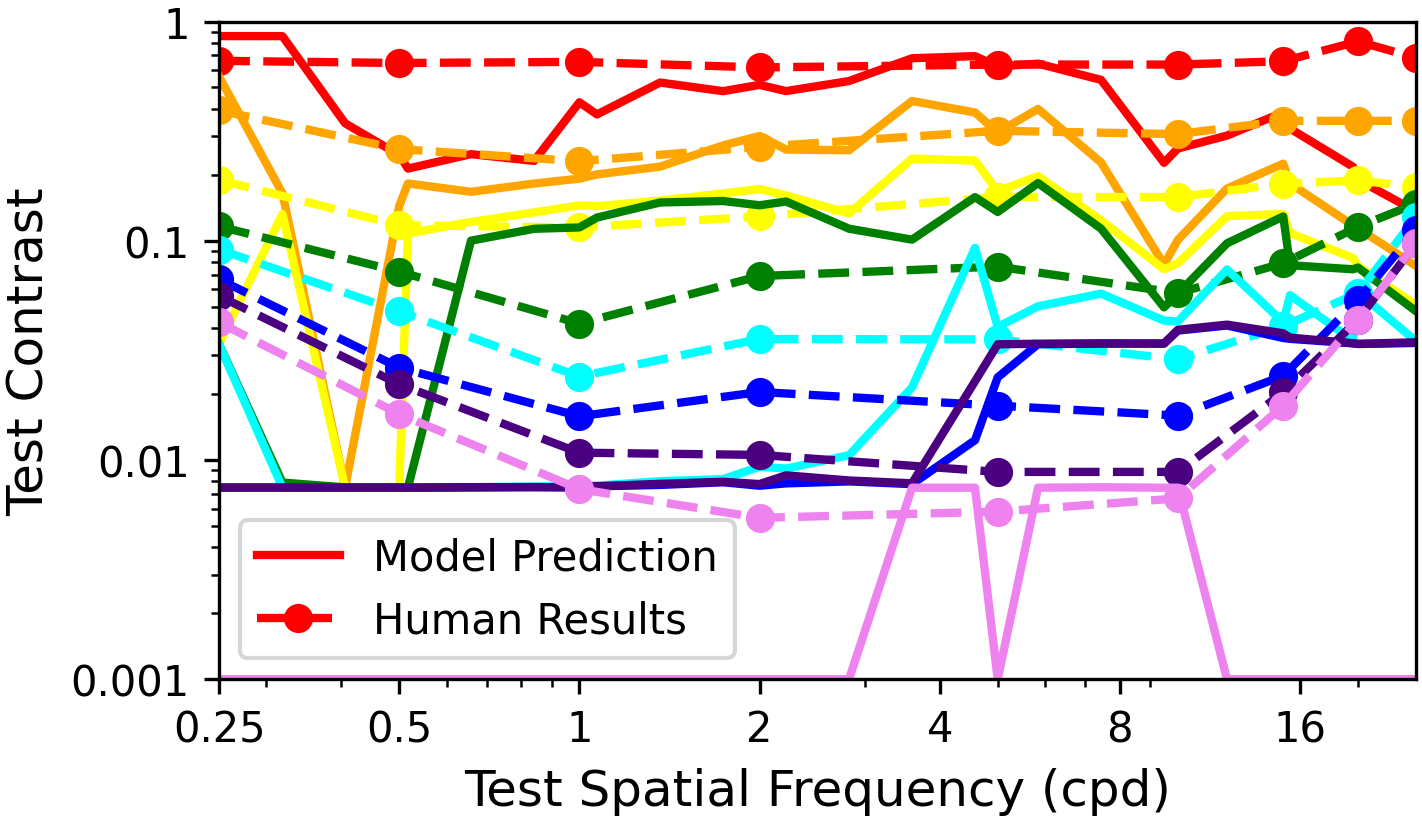 Test Contrast
1
0.1
0.01
0.001
Model Prediction
Human Results
0.25 0.5 1 2 4 8 16
Test Spatial Frequency (cpd)